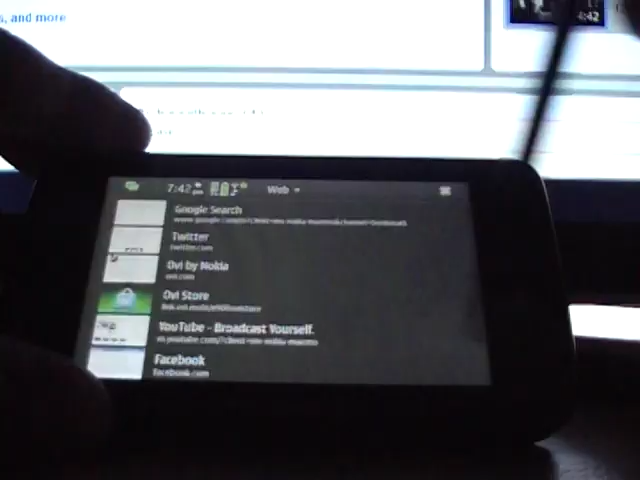 s, and more
4:42
7:42 pm Web
Google Search
Twitter
twitter.com
Ovi by Nokia
ovi.com
Ovi Store
YouTube - Broadcast Yourself.
Facebook
facebook.com